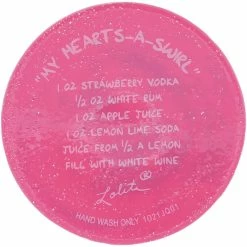 "MY HEARTS-A-SWIRL"
1 OZ STRAWBERRY VODKA
1/2 OZ WHITE RUM
1 OZ APPLE JUICE
1 OZ LEMON LIME SODA
JUICE FROM 1/2 A LEMON
FILL WITH WHITE WINE
Lolita®
HAND WASH ONLY 1021JQG1